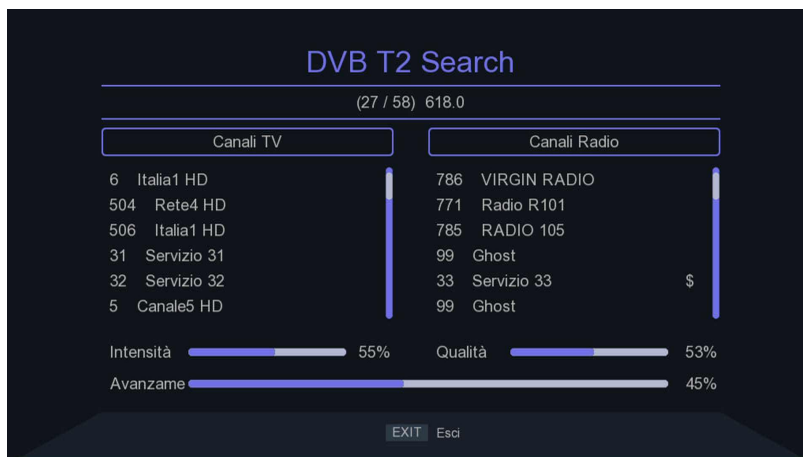 DVB T2 Search
(27 / 58) 618.0
Canali TV
6 Italia1 HD
504 Rete4 HD
506 Italia1 HD
31 Servizio 31
32 Servizio 32
5 Canale5 HD
Canali Radio
786 VIRGIN RADIO
771 Radio R101
785 RADIO 105
99 Ghost
33 Servizio 33 $
99 Ghost
Intensità 55%
Qualità 53%
Avanzame 45%
EXIT Esci